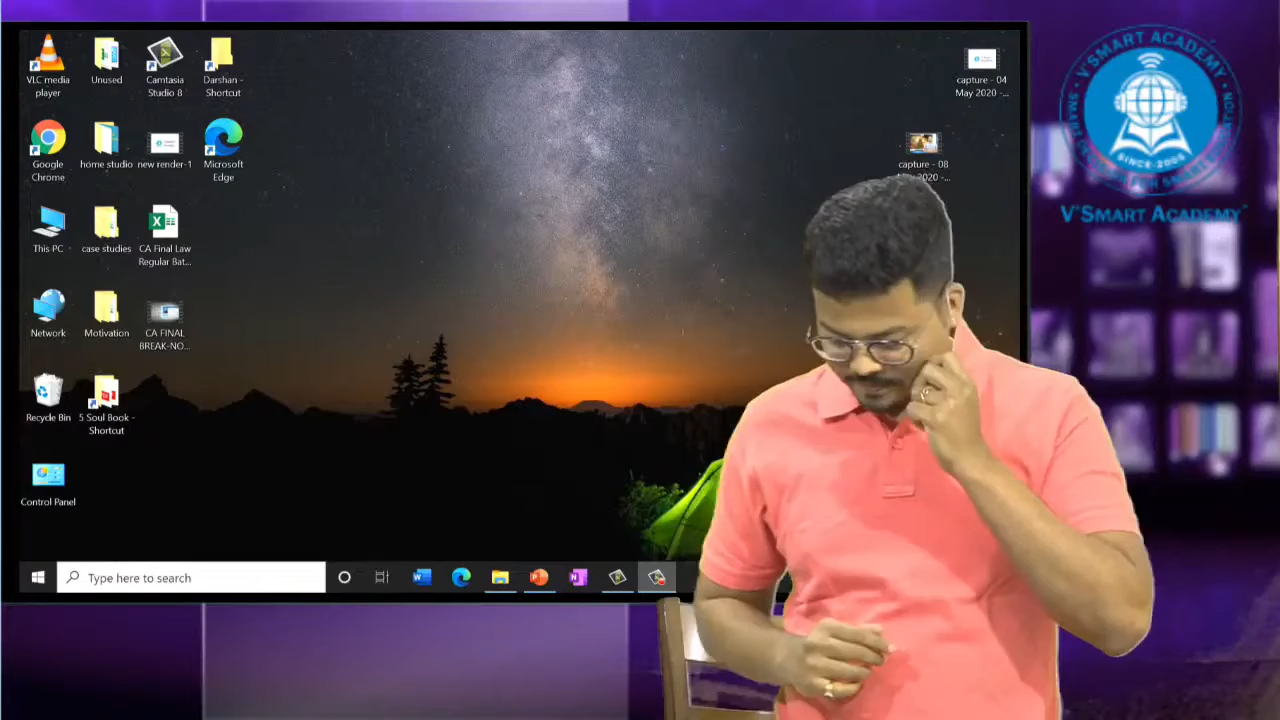 VLC media
player
Unused
Camtasia
Studio 8
Darshan -
Shortcut
capture - 04
May 2020 -...
Google
Chrome
home studio
new render-1
Microsoft
Edge
capture - 08
May 2020 -...
This PC
case studies
CA Final Law
Regular Bat...
Network
Motivation
CA FINAL
BREAK-NO...
Recycle Bin
5 Soul Book -
Shortcut
Control Panel
Type here to search
V'SMART ACADEMY
SINCE-2005
V'SMART ACADEMY